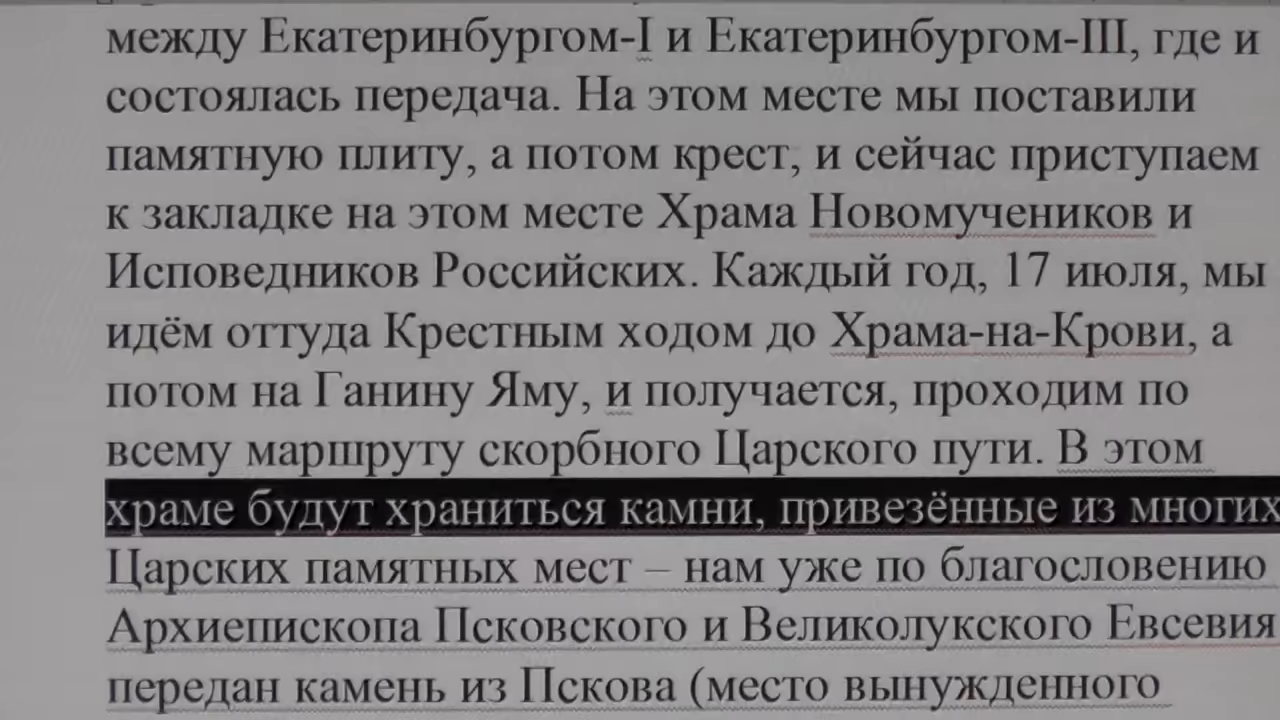 между Екатеринбургом-I и Екатеринбургом-III, где и
состоялась передача. На этом месте мы поставили
памятную плиту, а потом крест, и сейчас приступаем
к закладке на этом месте Храма Новомучеников и
Исповедников Российских. Каждый год, 17 июля, мы
идём оттуда Крестным ходом до Храма-на-Крови, а
потом на Ганину Яму, и получается, проходим по
всему маршруту скорбного Царского пути. В этом
храме будут храниться камни, привезённые из многих
Царских памятных мест – нам уже по благословению
Архиепископа Псковского и Великолукского Евсевия
передан камень из Пскова (место вынужденного